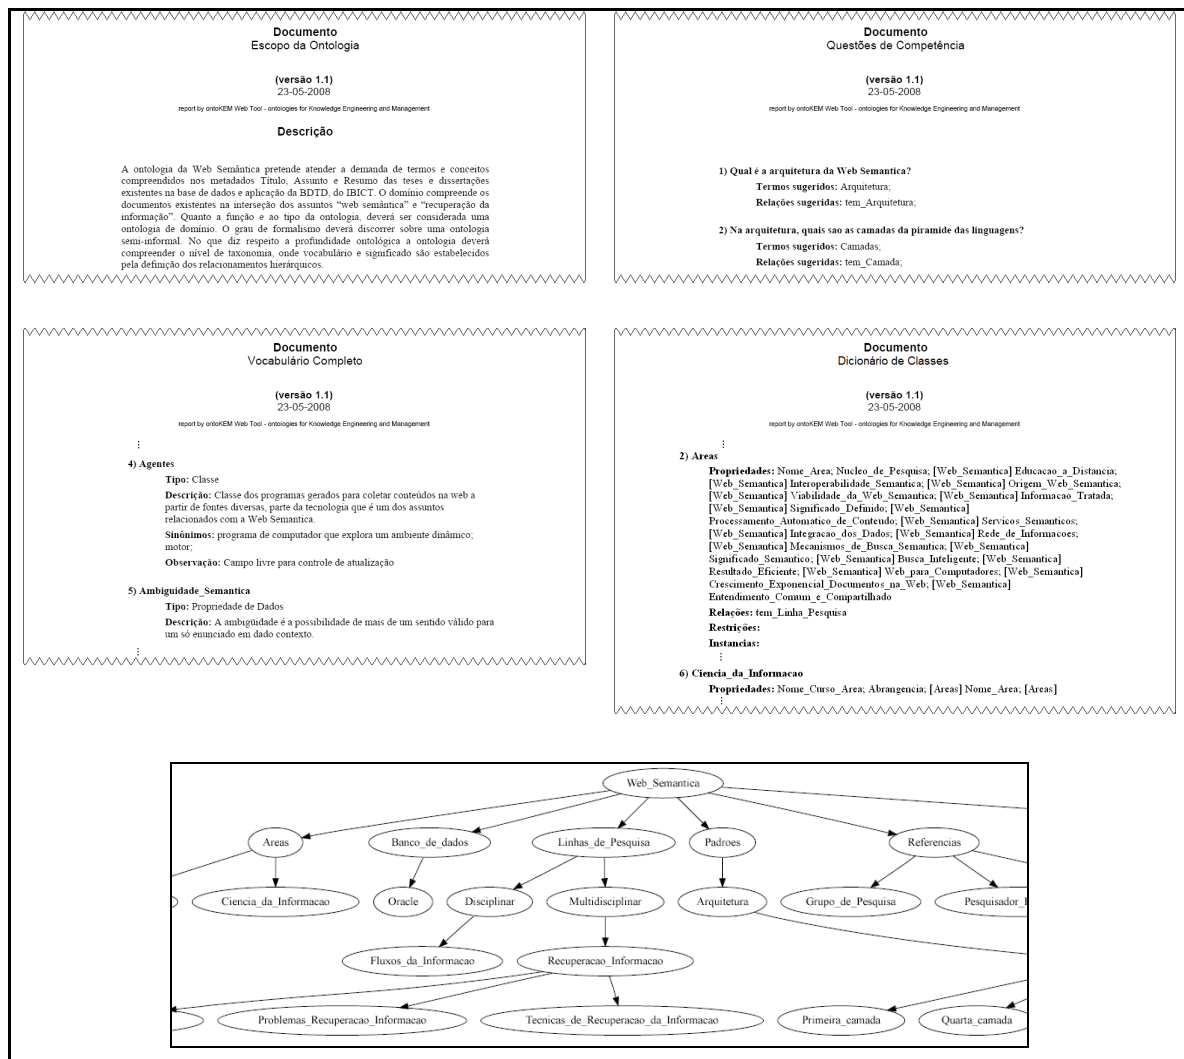 Documento
Escopo da Ontologia
(versão 1.1)
23-05-2008
report by ontoKEM Web Tool - ontologies for Knowledge Engineering and Management
Descrição
A ontologia da Web Semântica pretende atender a demanda de termos e conceitos
compreendidos nos metadados Título, Assunto e Resumo das teses e dissertações
existentes na base de dados e aplicação da BDTD, do IBICT. O domínio compreende os
documentos existentes na interseção dos assuntos “web semântica” e “recuperação da
informação”. Quanto a função e ao tipo da ontologia, deverá ser considerada uma
ontologia de domínio. O grau de formalismo deverá discorrer sobre uma ontologia
semi-informal. No que diz respeito a profundidade ontológica a ontologia deverá
compreender o nível de taxonomia, onde vocabulário e significado são estabelecidos
pela definição dos relacionamentos hierárquicos.
Documento
Questões de Competência
(versão 1.1)
23-05-2008
report by ontoKEM Web Tool - ontologies for Knowledge Engineering and Management
1) Qual é a arquitetura da Web Semantica?
Termos sugeridos: Arquitetura;
Relações sugeridas: tem_Arquitetura;
2) Na arquitetura, quais sao as camadas da piramide das linguagens?
Termos sugeridos: Camadas;
Relações sugeridas: tem_Camada;
Documento
Vocabulário Completo
(versão 1.1)
23-05-2008
report by ontoKEM Web Tool - ontologies for Knowledge Engineering and Management
⋮
4) Agentes
Tipo: Classe
Descrição: Classe dos programas gerados para coletar conteúdos na web a
partir de fontes diversas, parte da tecnologia que é um dos assuntos
relacionados com a Web Semantica.
Sinônimos: programa de computador que explora um ambiente dinâmico;
motor;
Observação: Campo livre para controle de atualização
5) Ambiguidade_Semantica
Tipo: Propriedade de Dados
Descrição: A ambigüidade é a possibilidade de mais de um sentido válido para
um só enunciado em dado contexto.
⋮
Documento
Dicionário de Classes
(versão 1.1)
23-05-2008
report by ontoKEM Web Tool - ontologies for Knowledge Engineering and Management
⋮
2) Areas
Propriedades: Nome_Area; Nucleo_de_Pesquisa; [Web_Semantica] Educacao_a_Distancia;
[Web_Semantica] Interoperabilidade_Semantica; [Web_Semantica] Origem_Web_Semantica;
[Web_Semantica] Viabilidade_da_Web_Semantica; [Web_Semantica] Informacao_Tratada;
[Web_Semantica] Significado_Definido; [Web_Semantica]
Processamento_Automatico_de_Conteudo; [Web_Semantica] Servicos_Semanticos;
[Web_Semantica] Integracao_dos_Dados; [Web_Semantica] Rede_de_Informacoes;
[Web_Semantica] Mecanismos_de_Busca_Semantica; [Web_Semantica]
Significado_Semantico; [Web_Semantica] Busca_Inteligente; [Web_Semantica]
Resultado_Eficiente; [Web_Semantica] Web_para_Computadores; [Web_Semantica]
Crescimento_Exponencial_Documentos_na_Web; [Web_Semantica]
Entendimento_Comum_e_Compartilhado
Relações: tem_Linha_Pesquisa
Restrições:
Instancias:
⋮
6) Ciencia_da_Informacao
Propriedades: Nome_Curso_Area; Abrangencia; [Areas] Nome_Area; [Areas]
⋮
Web_Semantica
Areas Banco_de_dados Linhas_de_Pesquisa Padroes Referencias
Ciencia_da_Informacao Oracle Disciplinar Multidisciplinar Arquitetura Grupo_de_Pesquisa Pesquisador_
Fluxos_da_Informacao Recuperacao_Informacao
Problemas_Recuperacao_Informacao Tecnicas_de_Recuperacao_da_Informacao Primeira_camada Quarta_camada